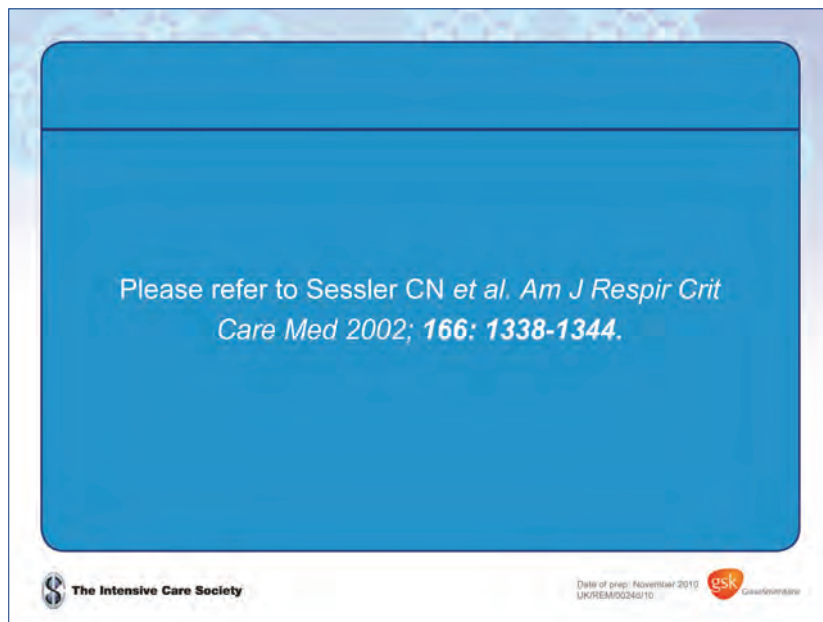 Please refer to Sessler CN et al. Am J Respir Crit
Care Med 2002; 166: 1338-1344.
The Intensive Care Society
Date of prep: November 2010
UK/REM/0024d/10
gsk GlaxoSmithKline